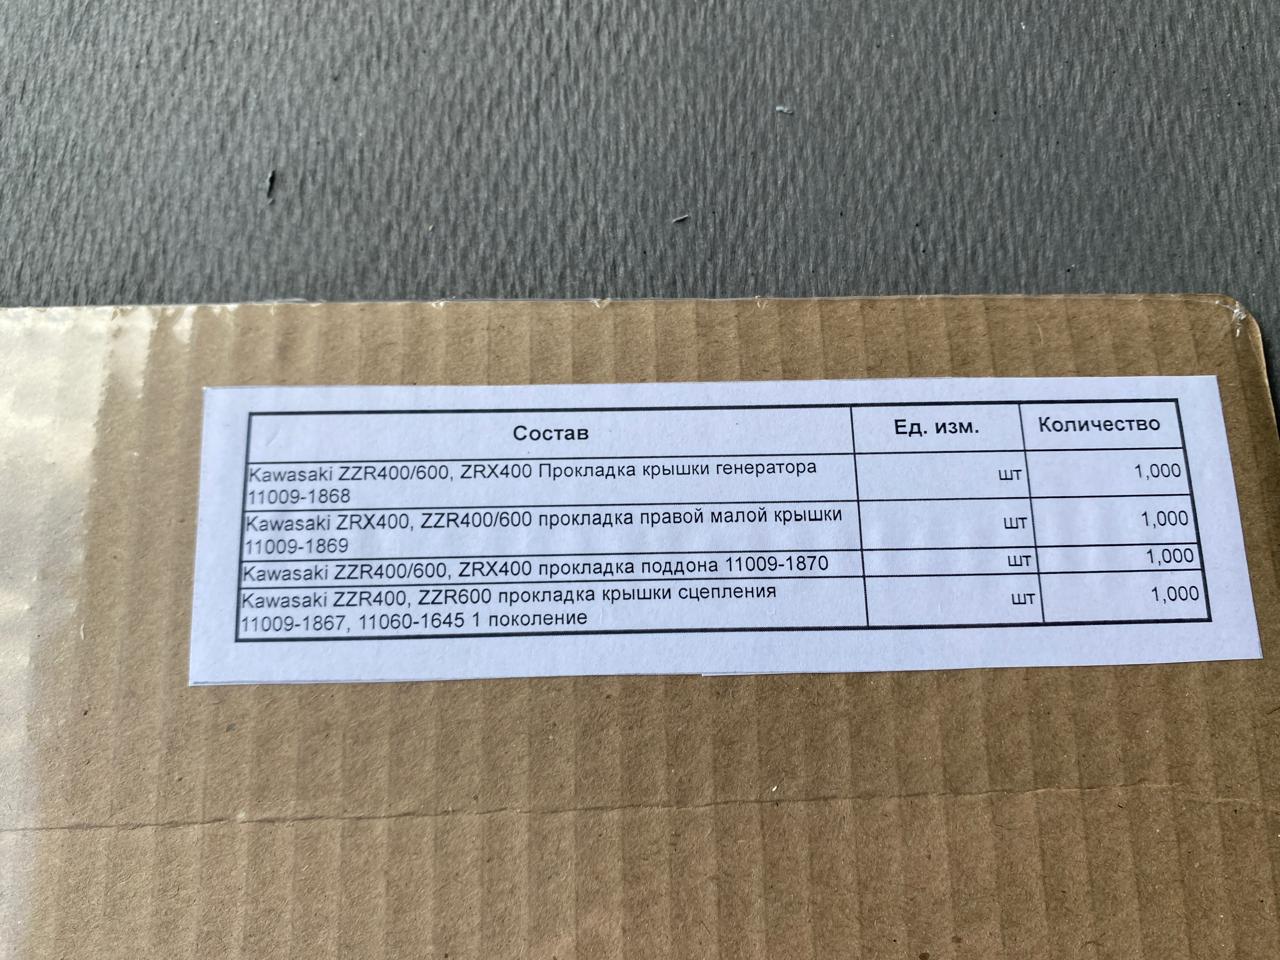 Состав Ед. изм. Количество
Kawasaki ZZR400/600, ZRX400 Прокладка крышки генератора
11009-1868 шт 1,000
Kawasaki ZRX400, ZZR400/600 прокладка правой малой крышки
11009-1869 шт 1,000
Kawasaki ZZR400/600, ZRX400 прокладка поддона 11009-1870 шт 1,000
Kawasaki ZZR400, ZZR600 прокладка крышки сцепления
11009-1867, 11060-1645 1 поколение шт 1,000